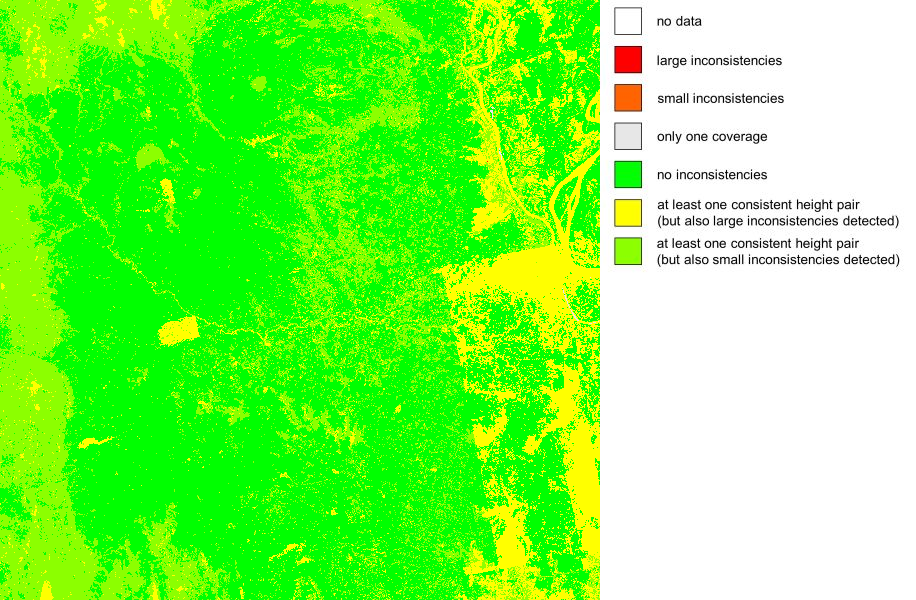 no data
large inconsistencies
small inconsistencies
only one coverage
no inconsistencies
at least one consistent height pair
(but also large inconsistencies detected)
at least one consistent height pair
(but also small inconsistencies detected)